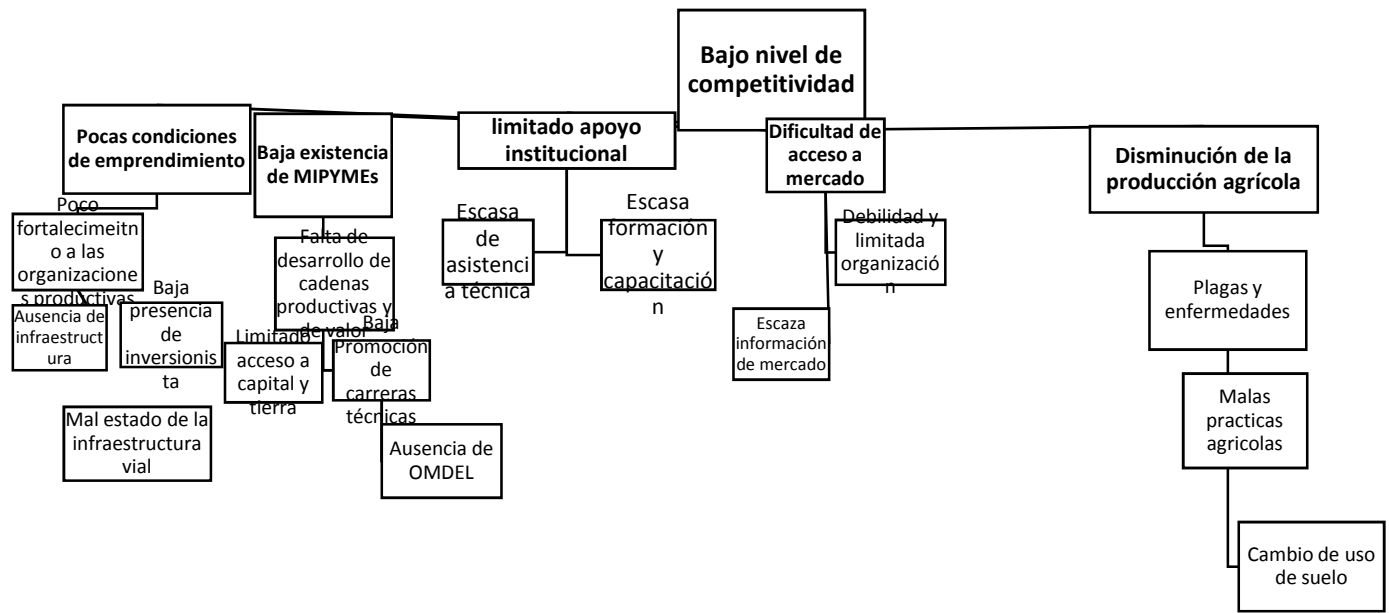 Bajo nivel de
competitividad
Pocas condiciones
de emprendimiento
Baja existencia
de MIPYMEs
limitado apoyo
institucional
Dificultad de
acceso a
mercado
Disminución de la
producción agrícola
Poco
fortalecimeitn
o a las
organizacione
s productivas
Ausencia de
infraestruct
ura
Baja
presencia
de
inversionis
ta
Mal estado de la
infraestructura
vial
Falta de
desarrollo de
cadenas
productivas y
de valor
Limitado
acceso a
capital y
tierra
Baja
Promoción
de
carreras
técnicas
Ausencia de
OMDEL
Escasa
de
asistenci
a técnica
Escasa
formación
y
capacitació
n
Debilidad y
limitada
organizació
n
Escaza
información
de mercado
Plagas y
enfermedades
Malas
practicas
agricolas
Cambio de uso
de suelo